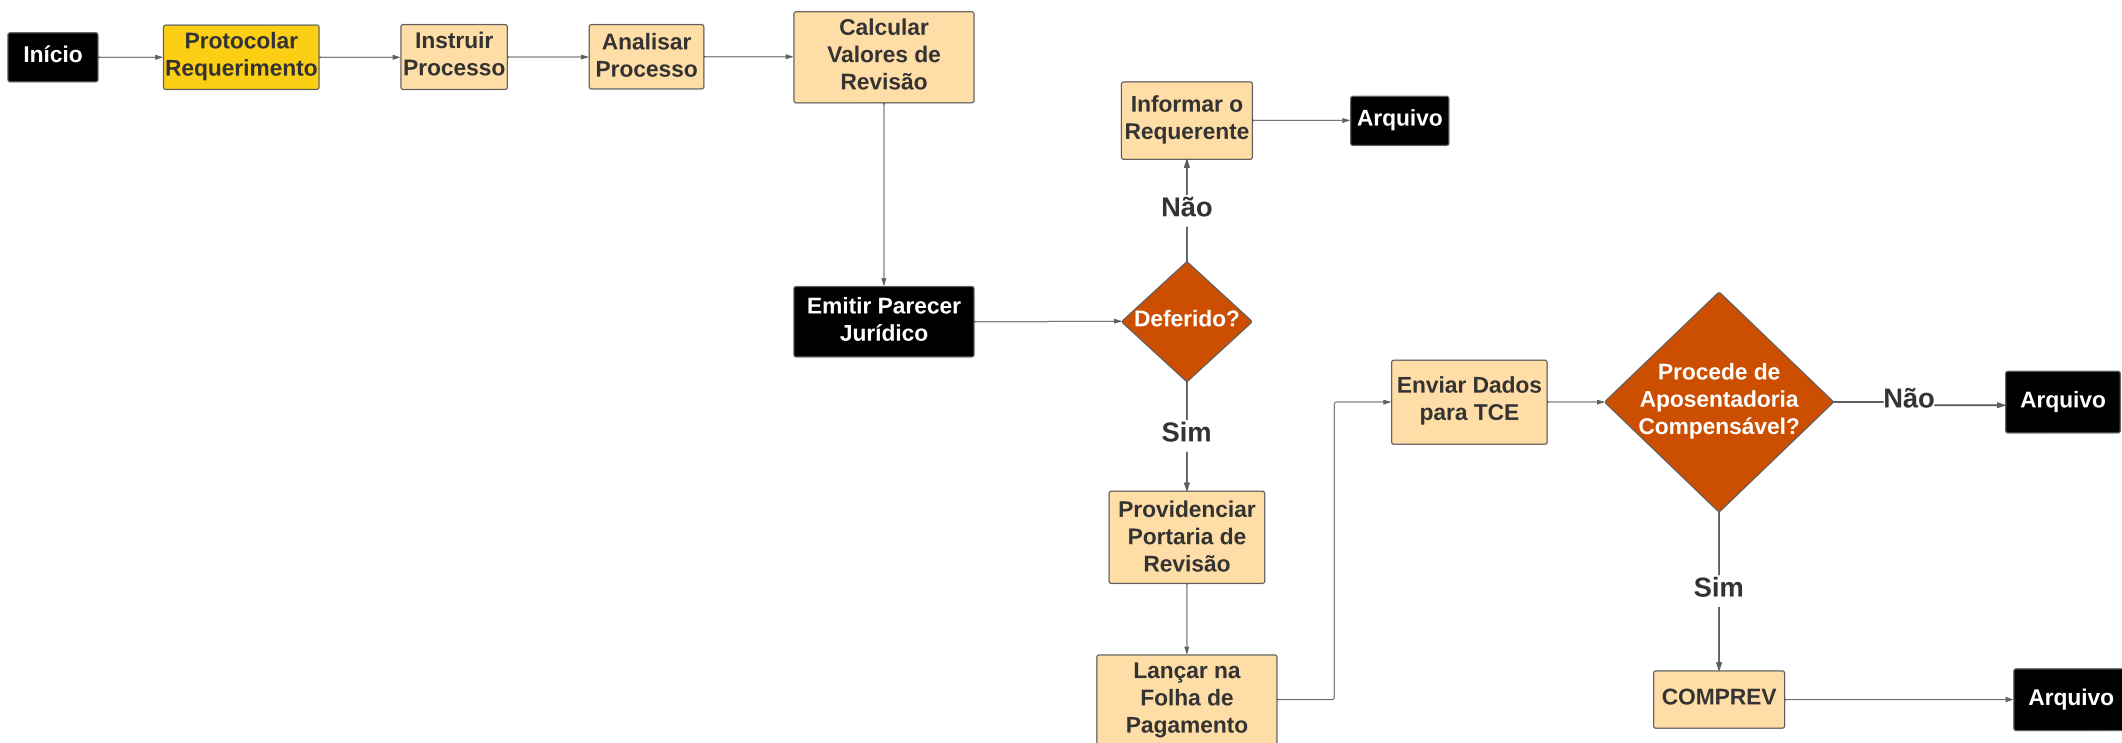 Início
Protocolar
Requerimento
Instruir
Processo
Analisar
Processo
Calcular
Valores de
Revisão
Emitir Parecer
Jurídico
Deferido?
Não
Informar o
Requerente
Arquivo
Sim
Providenciar
Portaria de
Revisão
Lançar na
Folha de
Pagamento
Enviar Dados
para TCE
Procede de
Aposentadoria
Compensável?
Não
Arquivo
Sim
COMPREV
Arquivo